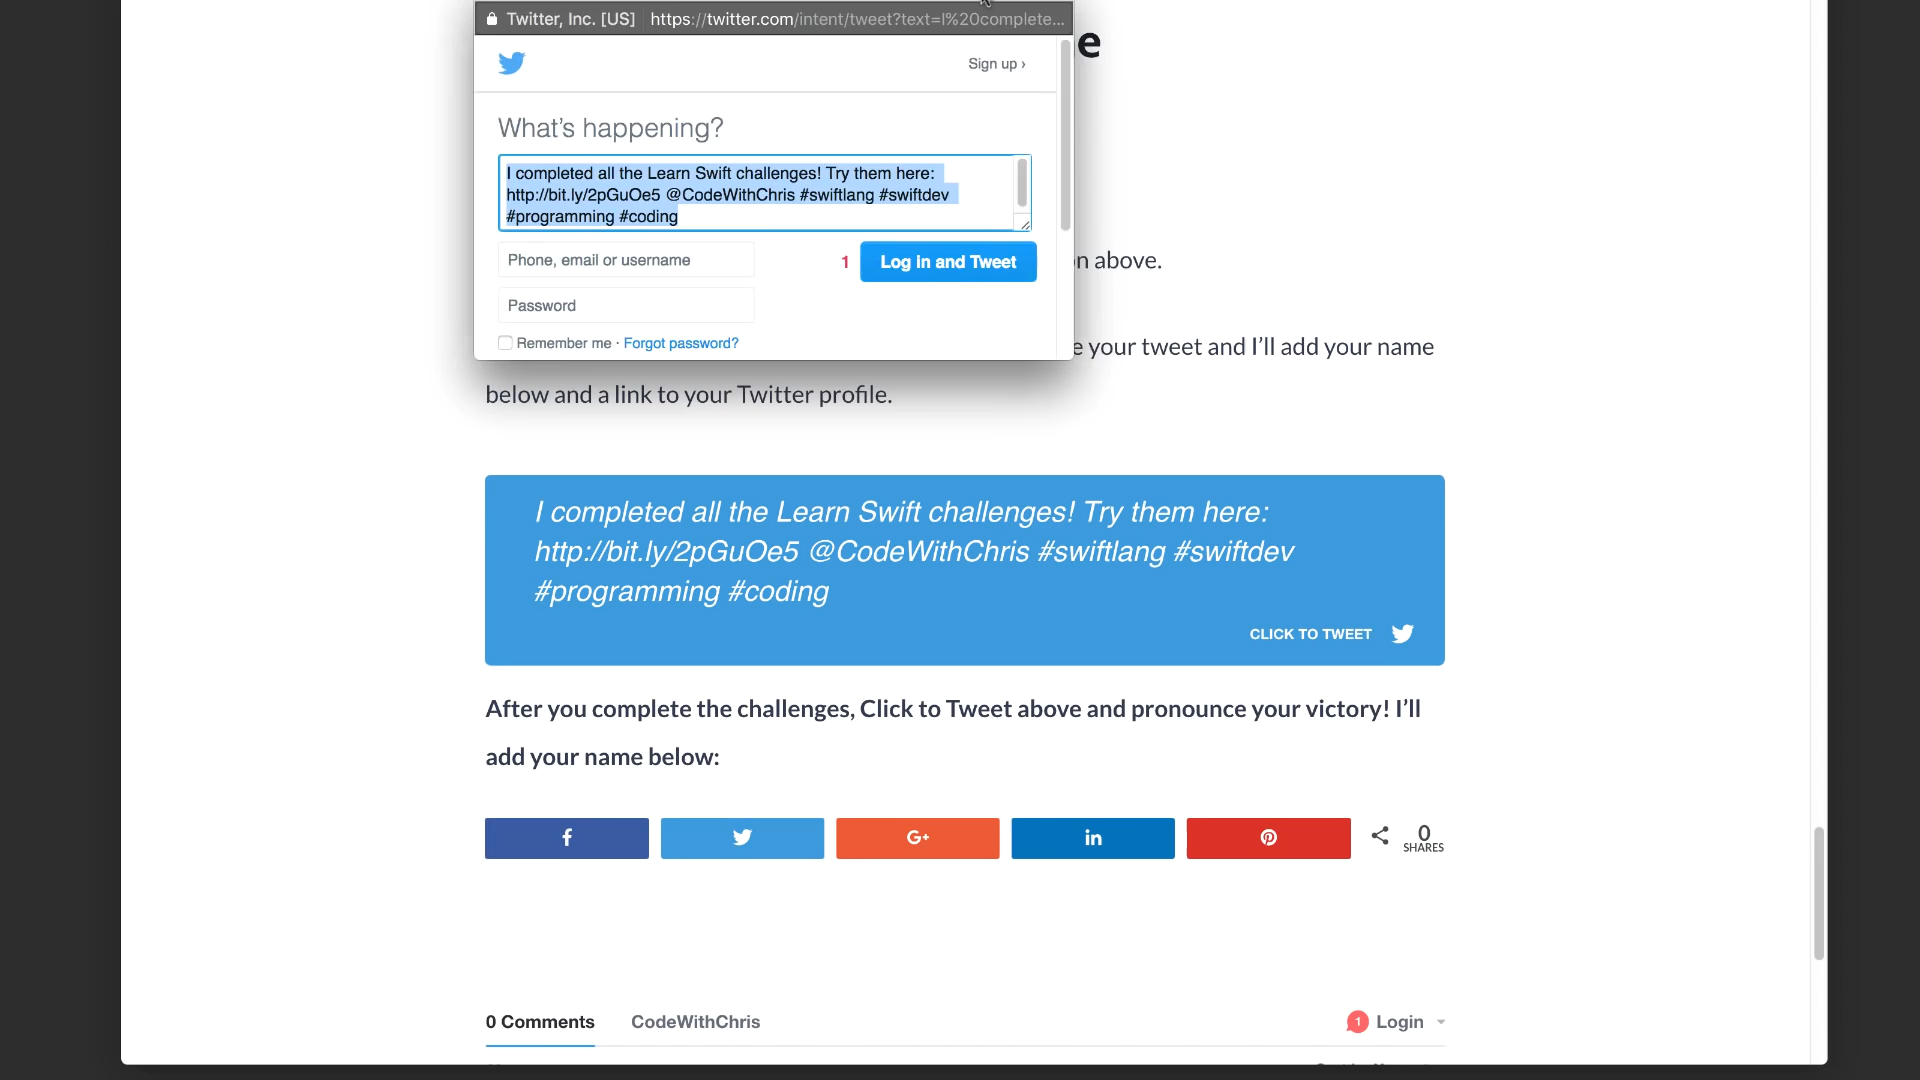 Twitter, Inc. [US] https://twitter.com/intent/tweet?text=I%20complete...
Sign up ›
What's happening?
I completed all the Learn Swift challenges! Try them here:
http://bit.ly/2pGuOe5 @CodeWithChris #swiftlang #swiftdev
#programming #coding
Phone, email or username
1 Log in and Tweet
Password
Remember me · Forgot password?
above.
your tweet and I’ll add your name
below and a link to your Twitter profile.
I completed all the Learn Swift challenges! Try them here:
http://bit.ly/2pGuOe5 @CodeWithChris #swiftlang #swiftdev
#programming #coding
CLICK TO TWEET
After you complete the challenges, Click to Tweet above and pronounce your victory! I’ll
add your name below:
f G+ in 0
SHARES
0 Comments CodeWithChris 1 Login